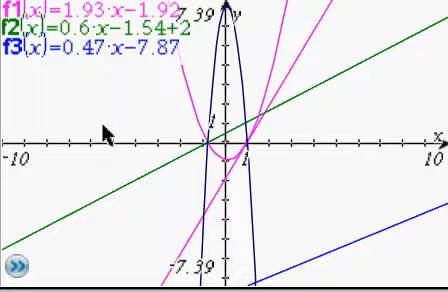 f1(x)=1.93·x-1.92
7.39 y
f2(x)=0.6·x-1.54+2
f3(x)=0.47·x-7.87
1
x
-10 1 10
-7.39